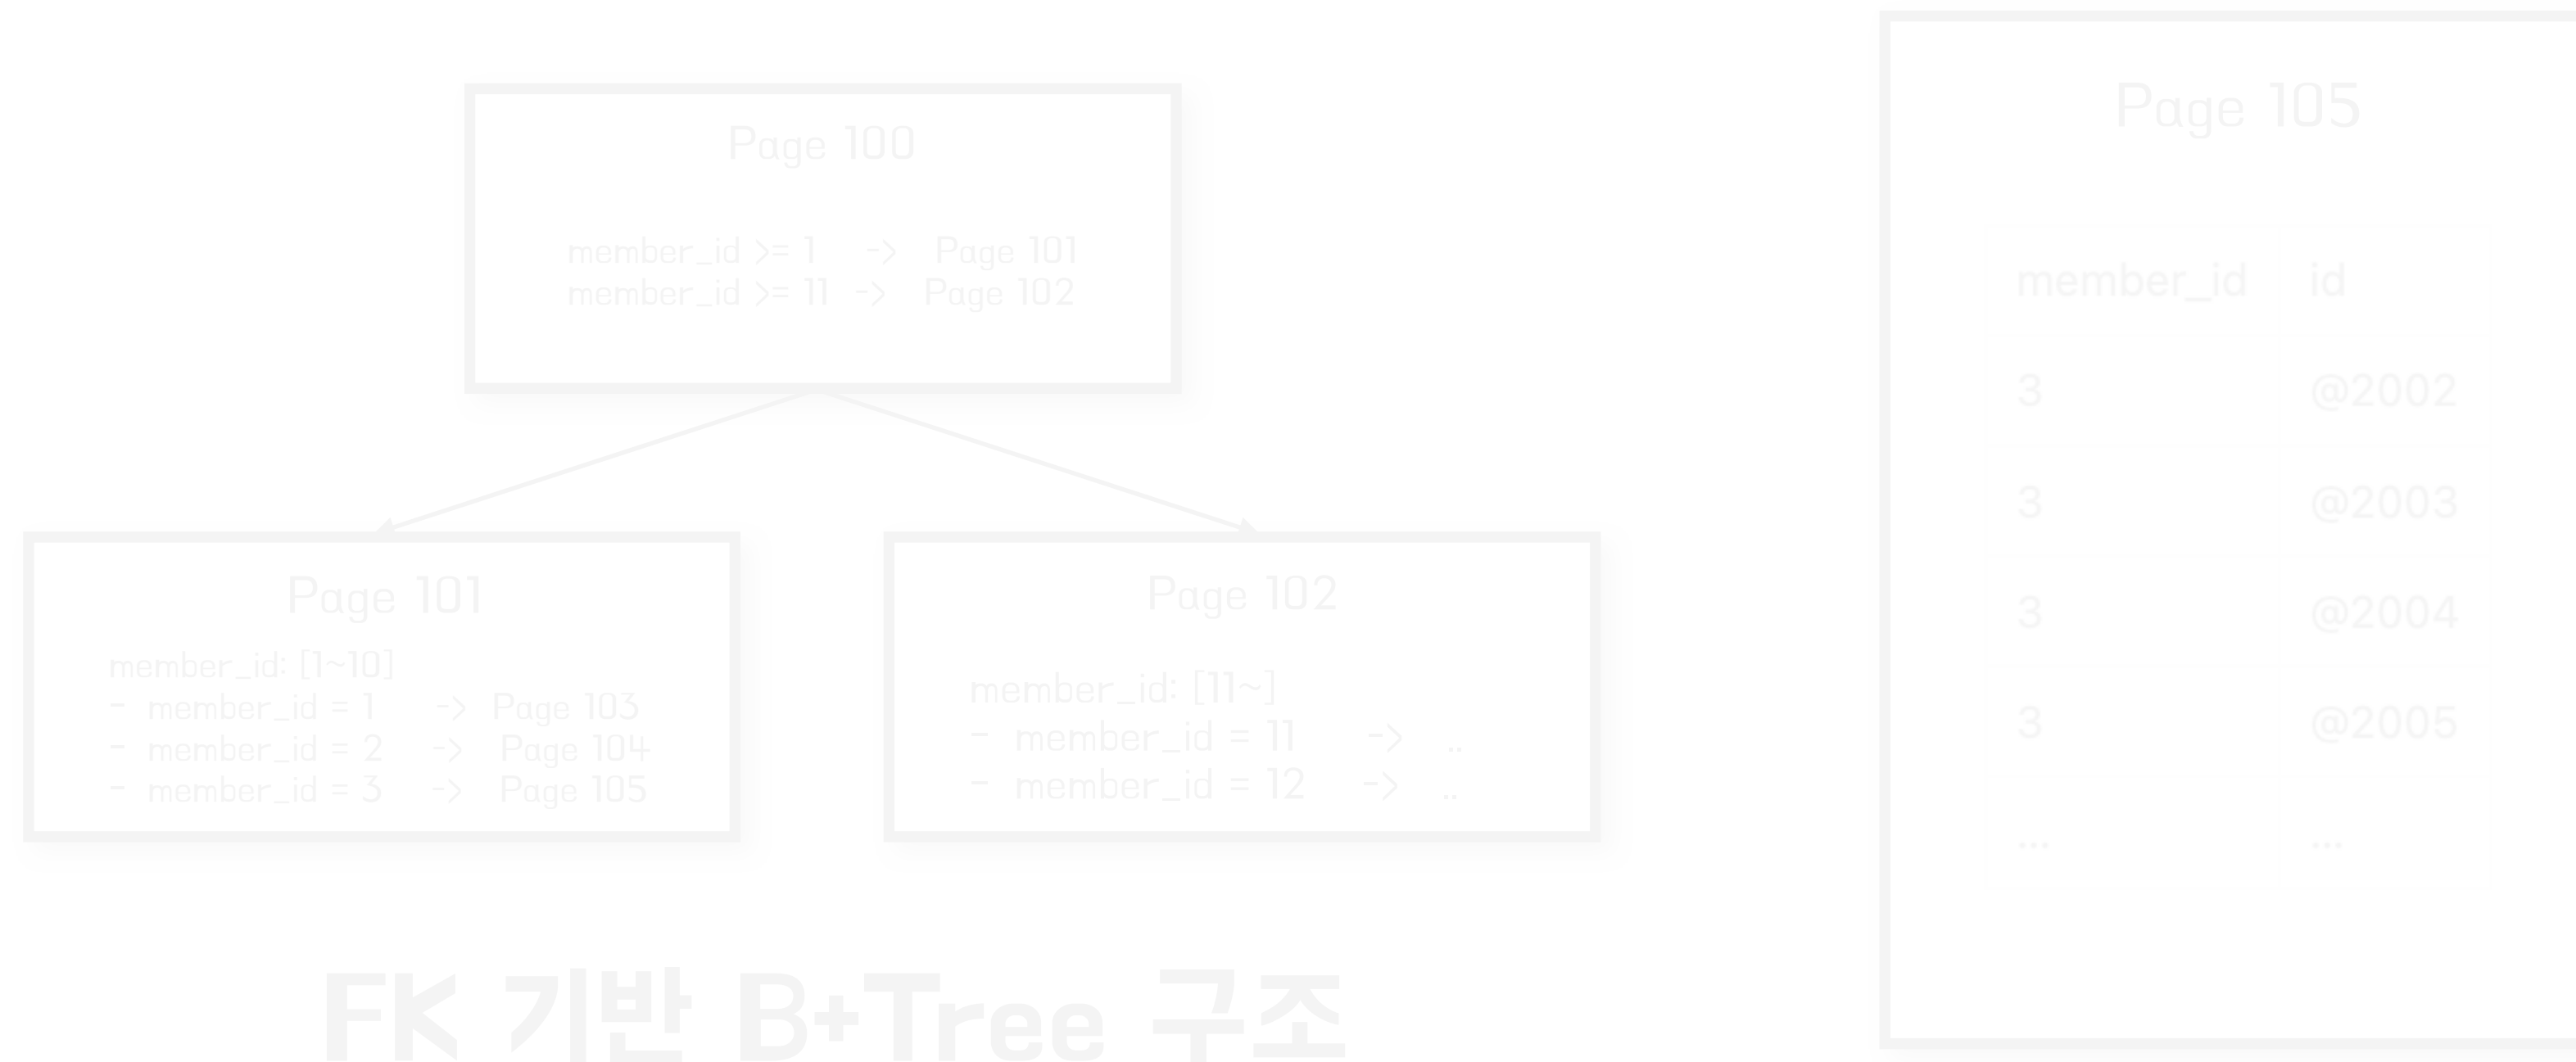 Page 100
member_id >= 1 -> Page 101
member_id >= 11 -> Page 102
Page 101
member_id: [1~10]
- member_id = 1 -> Page 103
- member_id = 2 -> Page 104
- member_id = 3 -> Page 105
Page 102
member_id: [11~]
- member_id = 11 -> ..
- member_id = 12 -> ..
FK 기반 B+Tree 구조
Page 105
member_id id
3 @2002
3 @2003
3 @2004
3 @2005
... ...